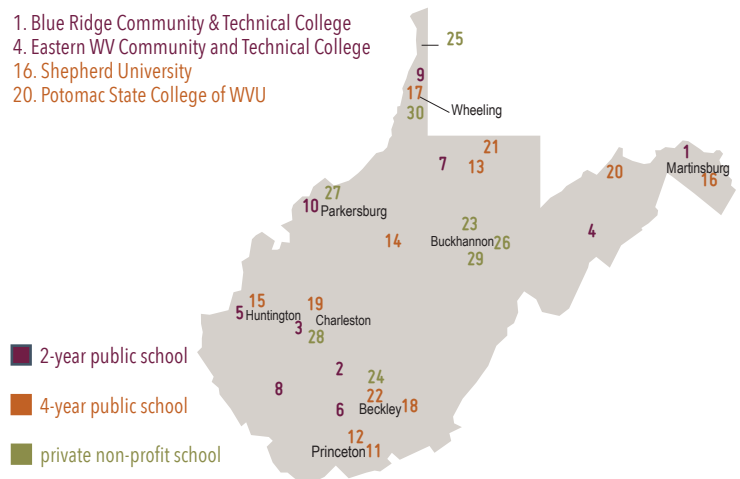 1. Blue Ridge Community & Technical College
4. Eastern WV Community and Technical College
16. Shepherd University
20. Potomac State College of WVU
25
9
17
Wheeling
30
21
7
13
1
Martinsburg
20
16
27
10
Parkersburg
23
4
14
Buckhannon
26
29
15
19
5
Huntington
Charleston
3
28
2-year public school
2
24
8
22
18
6
Beckley
4-year public school
12
Princeton
11
private non-profit school